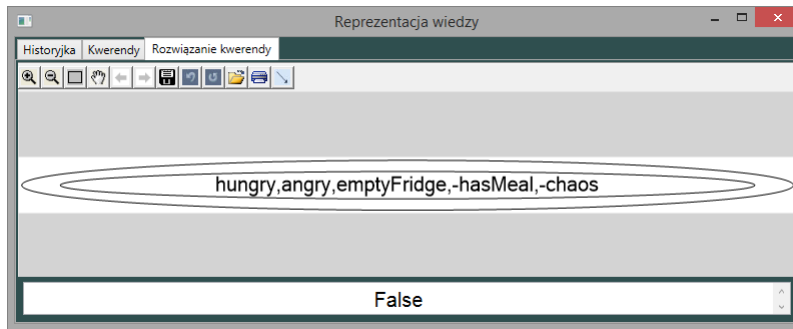 Reprezentacja wiedzy
Historyjka Kwerendy Rozwiązanie kwerendy
hungry,angry,emptyFridge,-hasMeal,-chaos
False